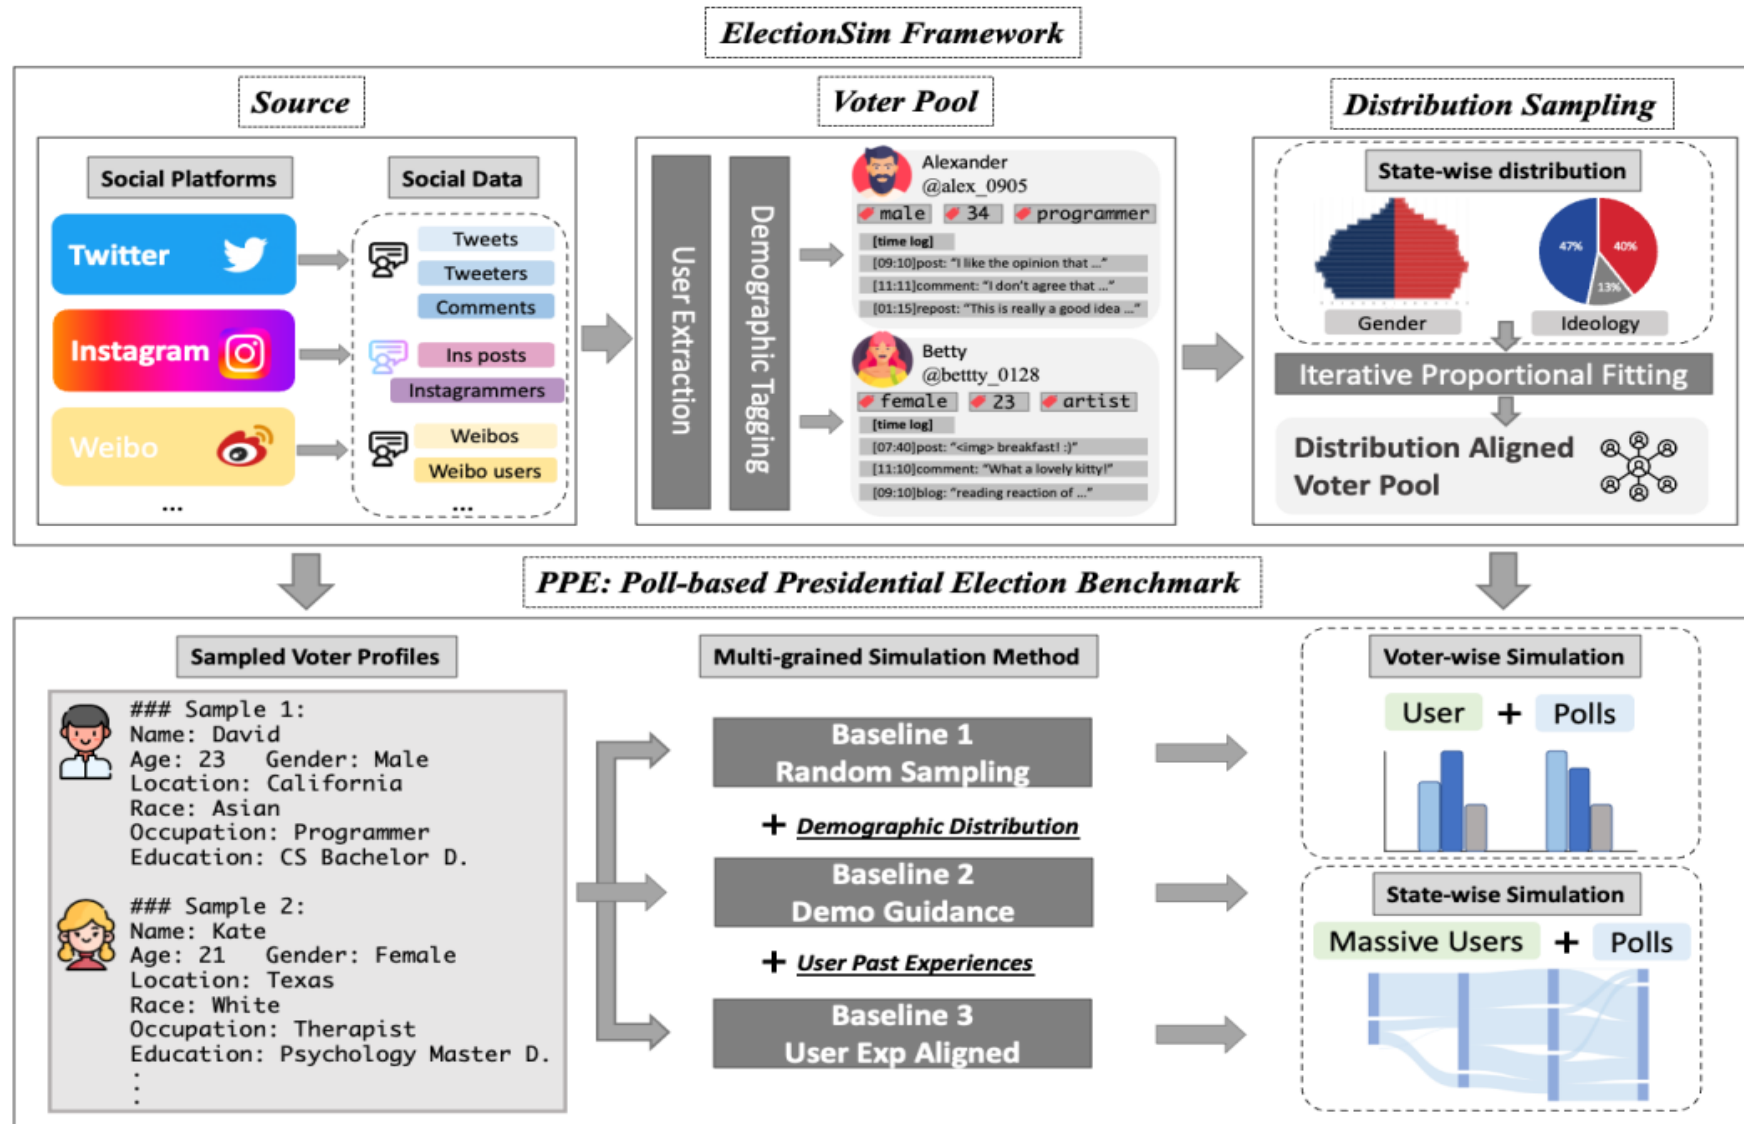 ElectionSim Framework
Source
Social Platforms
Social Data
Twitter
Tweets
Tweeters
Comments
Instagram
Ins posts
Instagrammers
Weibo
Weibos
Weibo users
...
...
Voter Pool
User Extraction
Demographic Tagging
Alexander
@alex_0905
male 34 programmer
[time log]
[09:10]post: “I like the opinion that ...”
[11:11]comment: “I don’t agree that ...”
[01:15]repost: “This is really a good idea ...”
Betty
@bettty_0128
female 23 artist
[time log]
[07:40]post: “<img> breakfast! :)”
[11:10]comment: “What a lovely kitty!”
[09:10]blog: “reading reaction of ...”
Distribution Sampling
State-wise distribution
47% 40%
13%
Gender
Ideology
Iterative Proportional Fitting
Distribution Aligned
Voter Pool
PPE: Poll-based Presidential Election Benchmark
Sampled Voter Profiles
### Sample 1:
Name: David
Age: 23 Gender: Male
Location: California
Race: Asian
Occupation: Programmer
Education: CS Bachelor D.
### Sample 2:
Name: Kate
Age: 21 Gender: Female
Location: Texas
Race: White
Occupation: Therapist
Education: Psychology Master D.
:
Multi-grained Simulation Method
Baseline 1
Random Sampling
+ Demographic Distribution
Baseline 2
Demo Guidance
+ User Past Experiences
Baseline 3
User Exp Aligned
Voter-wise Simulation
User + Polls
State-wise Simulation
Massive Users + Polls